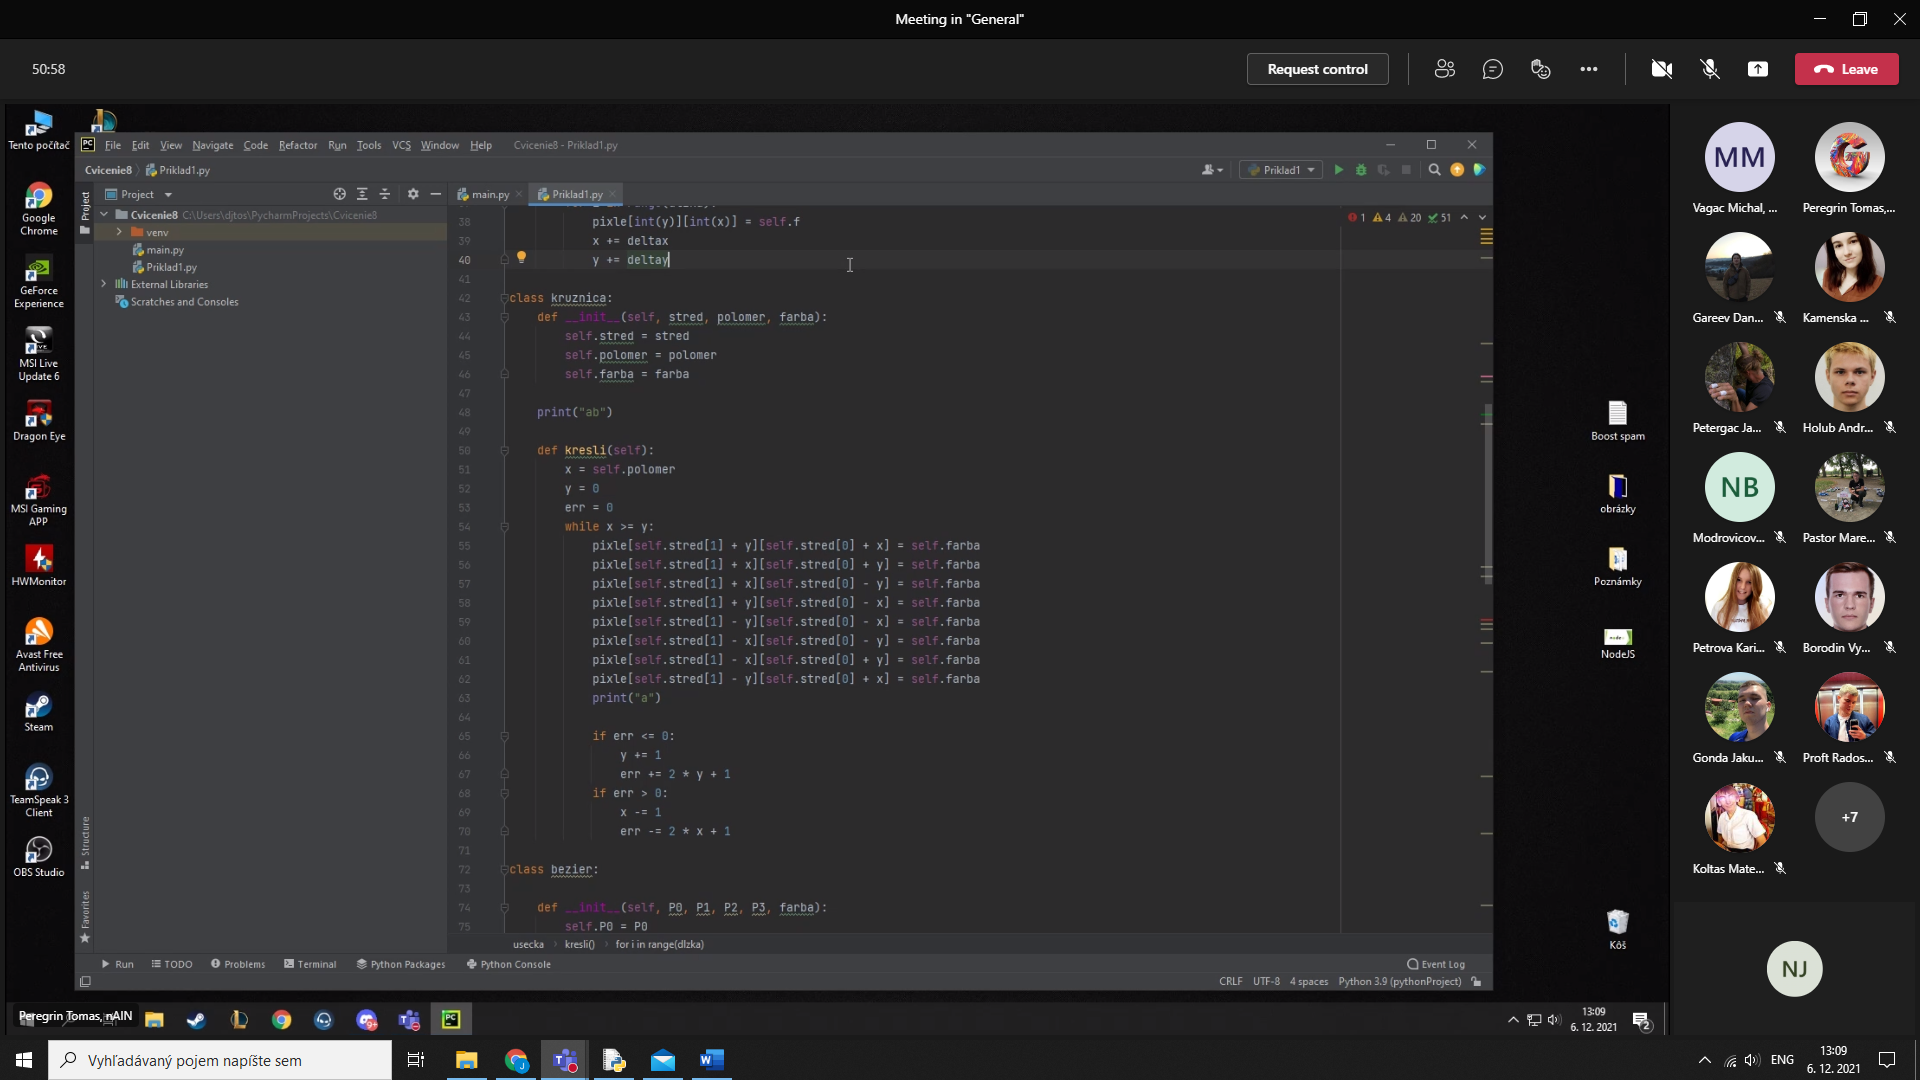 Meeting in "General"
50:58
Request control
Leave
Tento počítač
Google
Chrome
GeForce
Experience
MSI Live
Update 6
Dragon Eye
MSI Gaming
APP
HWMonitor
Avast Free
Antivirus
Steam
TeamSpeak 3
Client
OBS Studio
PC File Edit View Navigate Code Refactor Run Tools VCS Window Help Cvicenie8 - Priklad1.py
Cvicenie8 Priklad1.py
Priklad1
Project
Project
Structure
Favorites
Cvicenie8 C:\Users\djtos\PycharmProjects\Cvicenie8
venv
main.py
Priklad1.py
External Libraries
Scratches and Consoles
main.py Priklad1.py
1 4 20 51
38 pixle[int(y)][int(x)] = self.f
39 x += deltax
40 y += deltay
41
42 class kruznica:
43 def __init__(self, stred, polomer, farba):
44 self.stred = stred
45 self.polomer = polomer
46 self.farba = farba
47
48 print("ab")
49
50 def kresli(self):
51 x = self.polomer
52 y = 0
53 err = 0
54 while x >= y:
55 pixle[self.stred[1] + y][self.stred[0] + x] = self.farba
56 pixle[self.stred[1] + x][self.stred[0] + y] = self.farba
57 pixle[self.stred[1] + x][self.stred[0] - y] = self.farba
58 pixle[self.stred[1] + y][self.stred[0] - x] = self.farba
59 pixle[self.stred[1] - y][self.stred[0] - x] = self.farba
60 pixle[self.stred[1] - x][self.stred[0] - y] = self.farba
61 pixle[self.stred[1] - x][self.stred[0] + y] = self.farba
62 pixle[self.stred[1] - y][self.stred[0] + x] = self.farba
63 print("a")
64
65 if err <= 0:
66 y += 1
67 err += 2 * y + 1
68 if err > 0:
69 x -= 1
70 err -= 2 * x + 1
71
72 class bezier:
73
74 def __init__(self, P0, P1, P2, P3, farba):
75 self.P0 = P0
usecka kresli() for i in range(dlzka)
Run TODO Problems Terminal Python Packages Python Console Event Log
CRLF UTF-8 4 spaces Python 3.9 (pythonProject)
Boost spam
obrázky
Poznámky
NodeJS
Kôš
Peregrin Tomas, nAIN
PC
13:09
6. 12. 2021
2
MM
Vagac Michal, ... Peregrin Tomas,...
Gareev Dan... Kamenska ...
Petergac Ja... Holub Andr...
NB
Modrovicov... Pastor Mare...
Petrova Kari... Borodin Vy...
Gonda Jaku... Proft Rados...
+7
Koltas Mate...
NJ
Vyhľadávaný pojem napíšte sem
ENG
13:09
6. 12. 2021